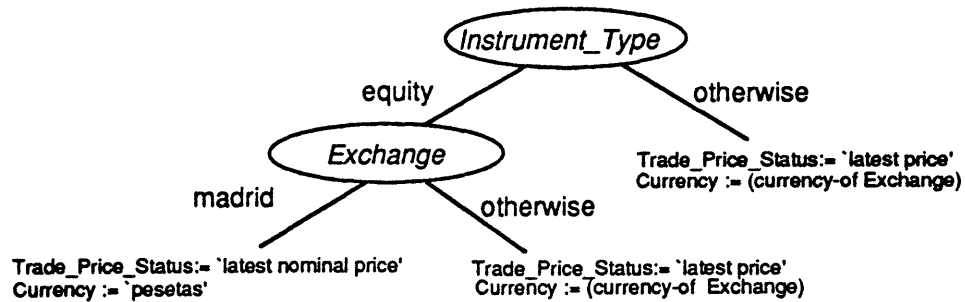 Instrument_Type
equity
otherwise
Exchange
Trade_Price_Status:= `latest price'
Currency := (currency-of Exchange)
madrid
otherwise
Trade_Price_Status:= `latest nominal price'
Currency := `pesetas'
Trade_Price_Status:= `latest price'
Currency := (currency-of Exchange)